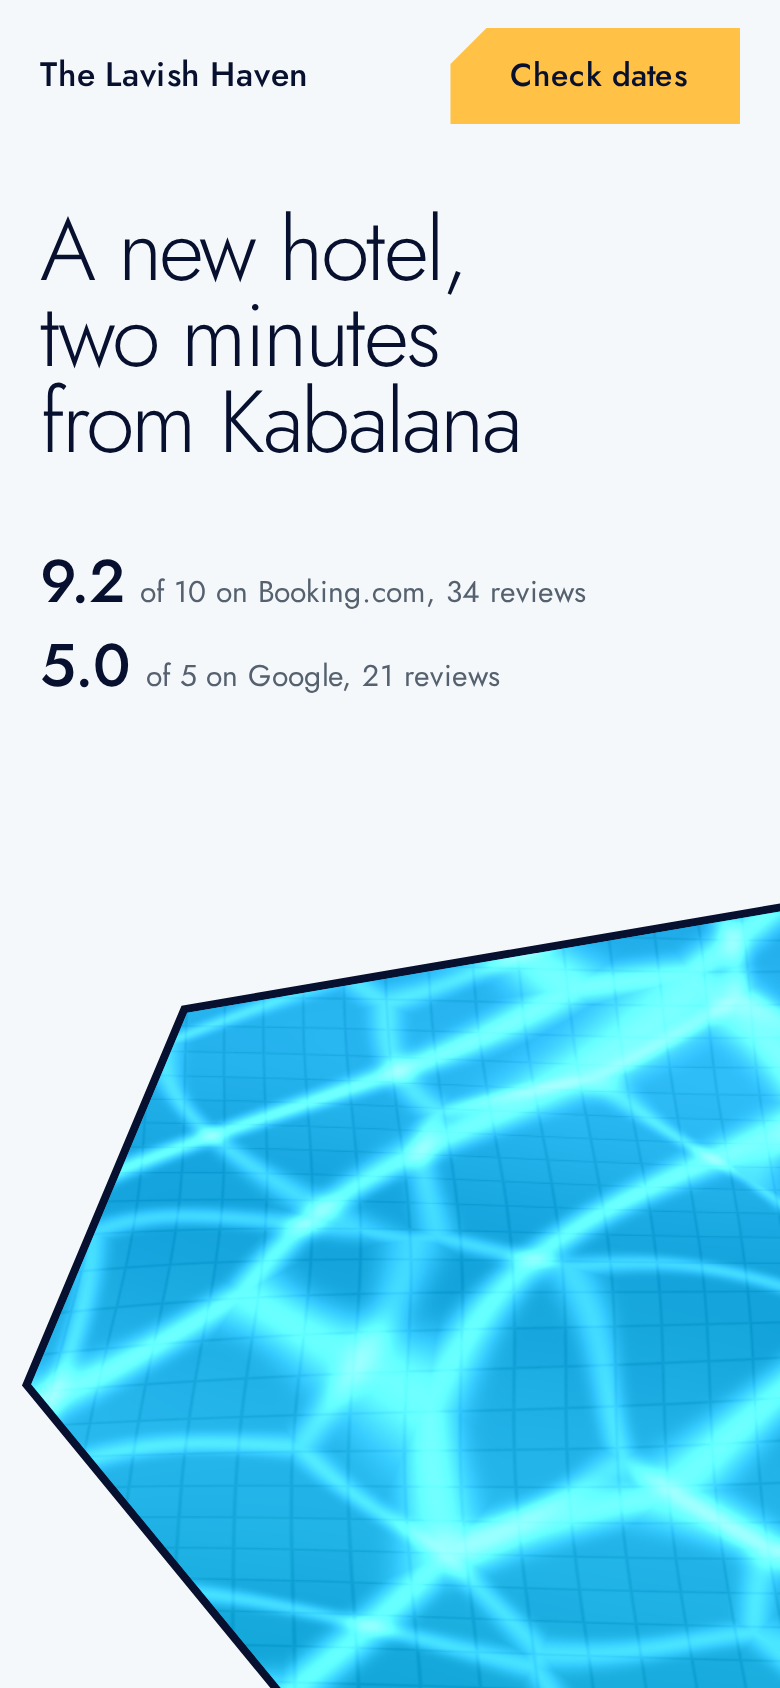 The Lavish Haven
Check dates
A new hotel,
two minutes
from Kabalana
9.2 of 10 on Booking.com, 34 reviews
5.0 of 5 on Google, 21 reviews